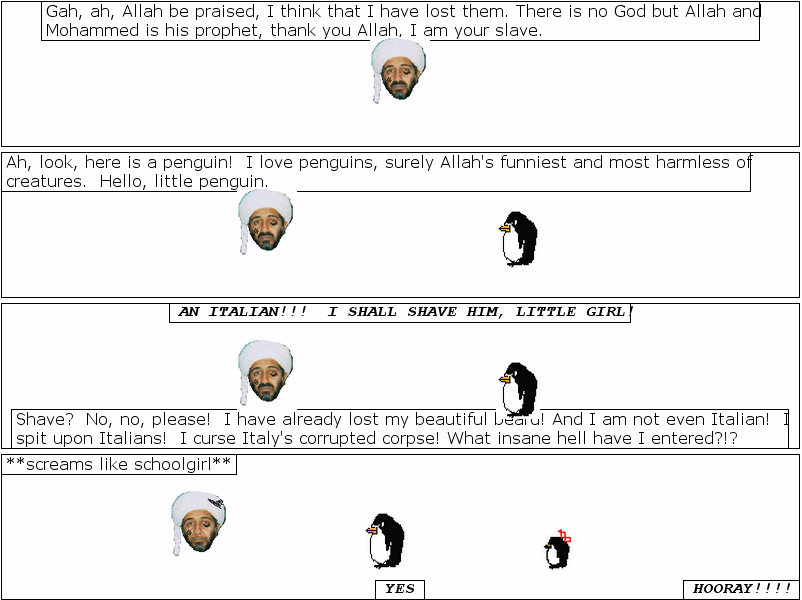 Gah, ah, Allah be praised, I think that I have lost them. There is no God but Allah and
Mohammed is his prophet, thank you Allah, I am your slave.
Ah, look, here is a penguin!  I love penguins, surely Allah's funniest and most harmless of
creatures.  Hello, little penguin.
AN ITALIAN!!!  I SHALL SHAVE HIM, LITTLE GIRL!
Shave?  No, no, please!  I have already lost my beautiful beard! And I am not even Italian!  I
spit upon Italians!  I curse Italy's corrupted corpse! What insane hell have I entered?!?
**screams like schoolgirl**
YES
HOORAY!!!!